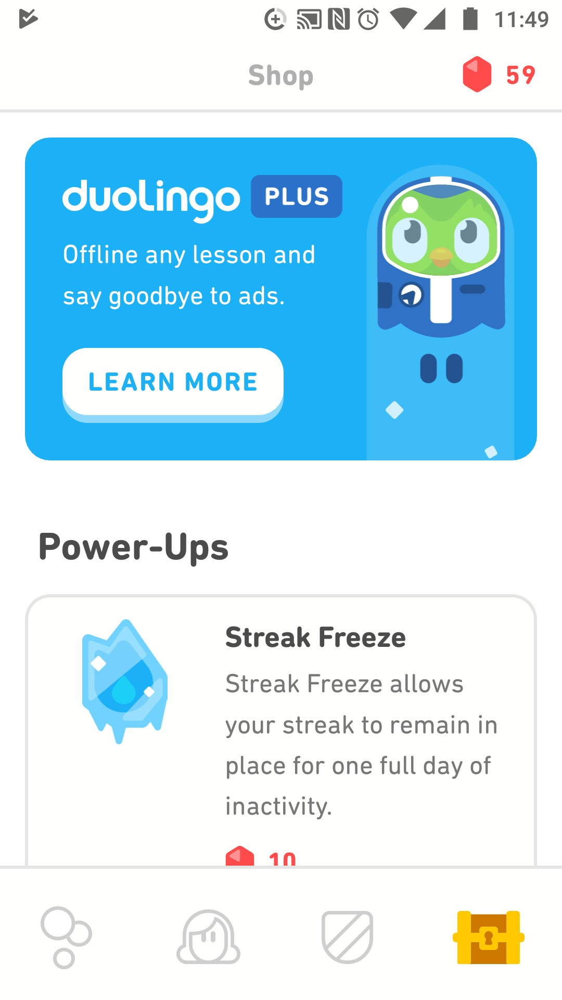 11:49
Shop
59
duolingo PLUS
Offline any lesson and
say goodbye to ads.
LEARN MORE
Power-Ups
Streak Freeze
Streak Freeze allows
your streak to remain in
place for one full day of
inactivity.
10